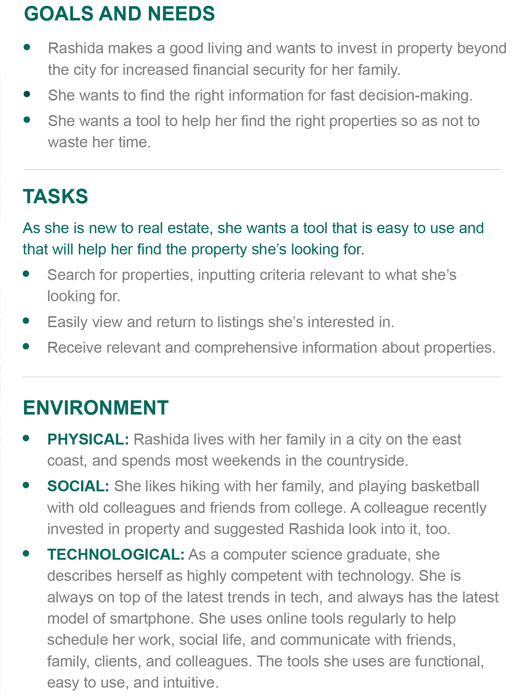 GOALS AND NEEDS
• Rashida makes a good living and wants to invest in property beyond
the city for increased financial security for her family.
• She wants to find the right information for fast decision-making.
• She wants a tool to help her find the right properties so as not to
waste her time.
TASKS
As she is new to real estate, she wants a tool that is easy to use and
that will help her find the property she’s looking for.
• Search for properties, inputting criteria relevant to what she’s
looking for.
• Easily view and return to listings she’s interested in.
• Receive relevant and comprehensive information about properties.
ENVIRONMENT
• PHYSICAL: Rashida lives with her family in a city on the east
coast, and spends most weekends in the countryside.
• SOCIAL: She likes hiking with her family, and playing basketball
with old colleagues and friends from college. A colleague recently
invested in property and suggested Rashida look into it, too.
• TECHNOLOGICAL: As a computer science graduate, she
describes herself as highly competent with technology. She is
always on top of the latest trends in tech, and always has the latest
model of smartphone. She uses online tools regularly to help
schedule her work, social life, and communicate with friends,
family, clients, and colleagues. The tools she uses are functional,
easy to use, and intuitive.